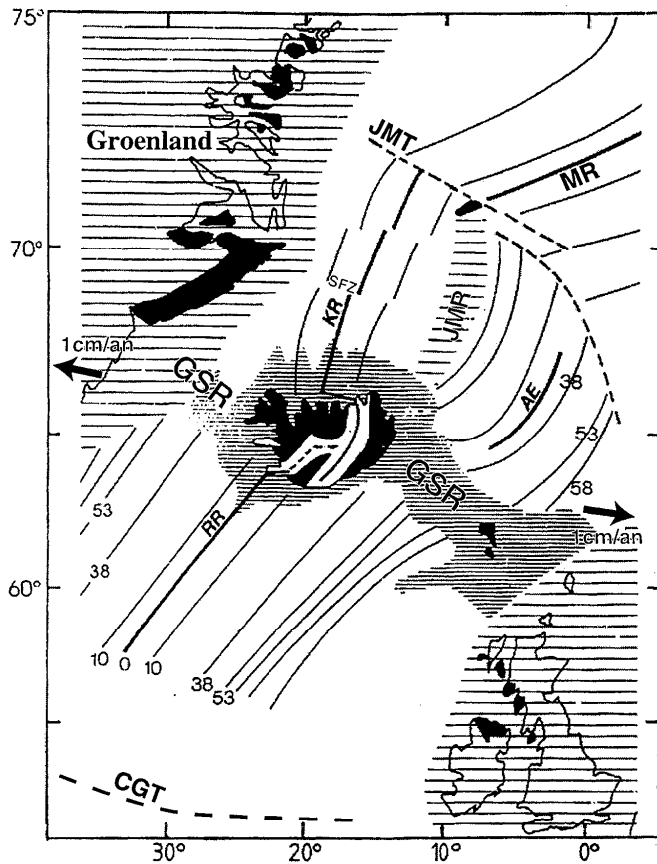 75°
Groenland
JMT
MR
70°
SFZ
KR
JMR
1cm/an
GSR
AE
38
53
GSR
58
1cm/an
53
RR
38
60°
10 0 10
38
53
CGT
30° 20° 10° 0°